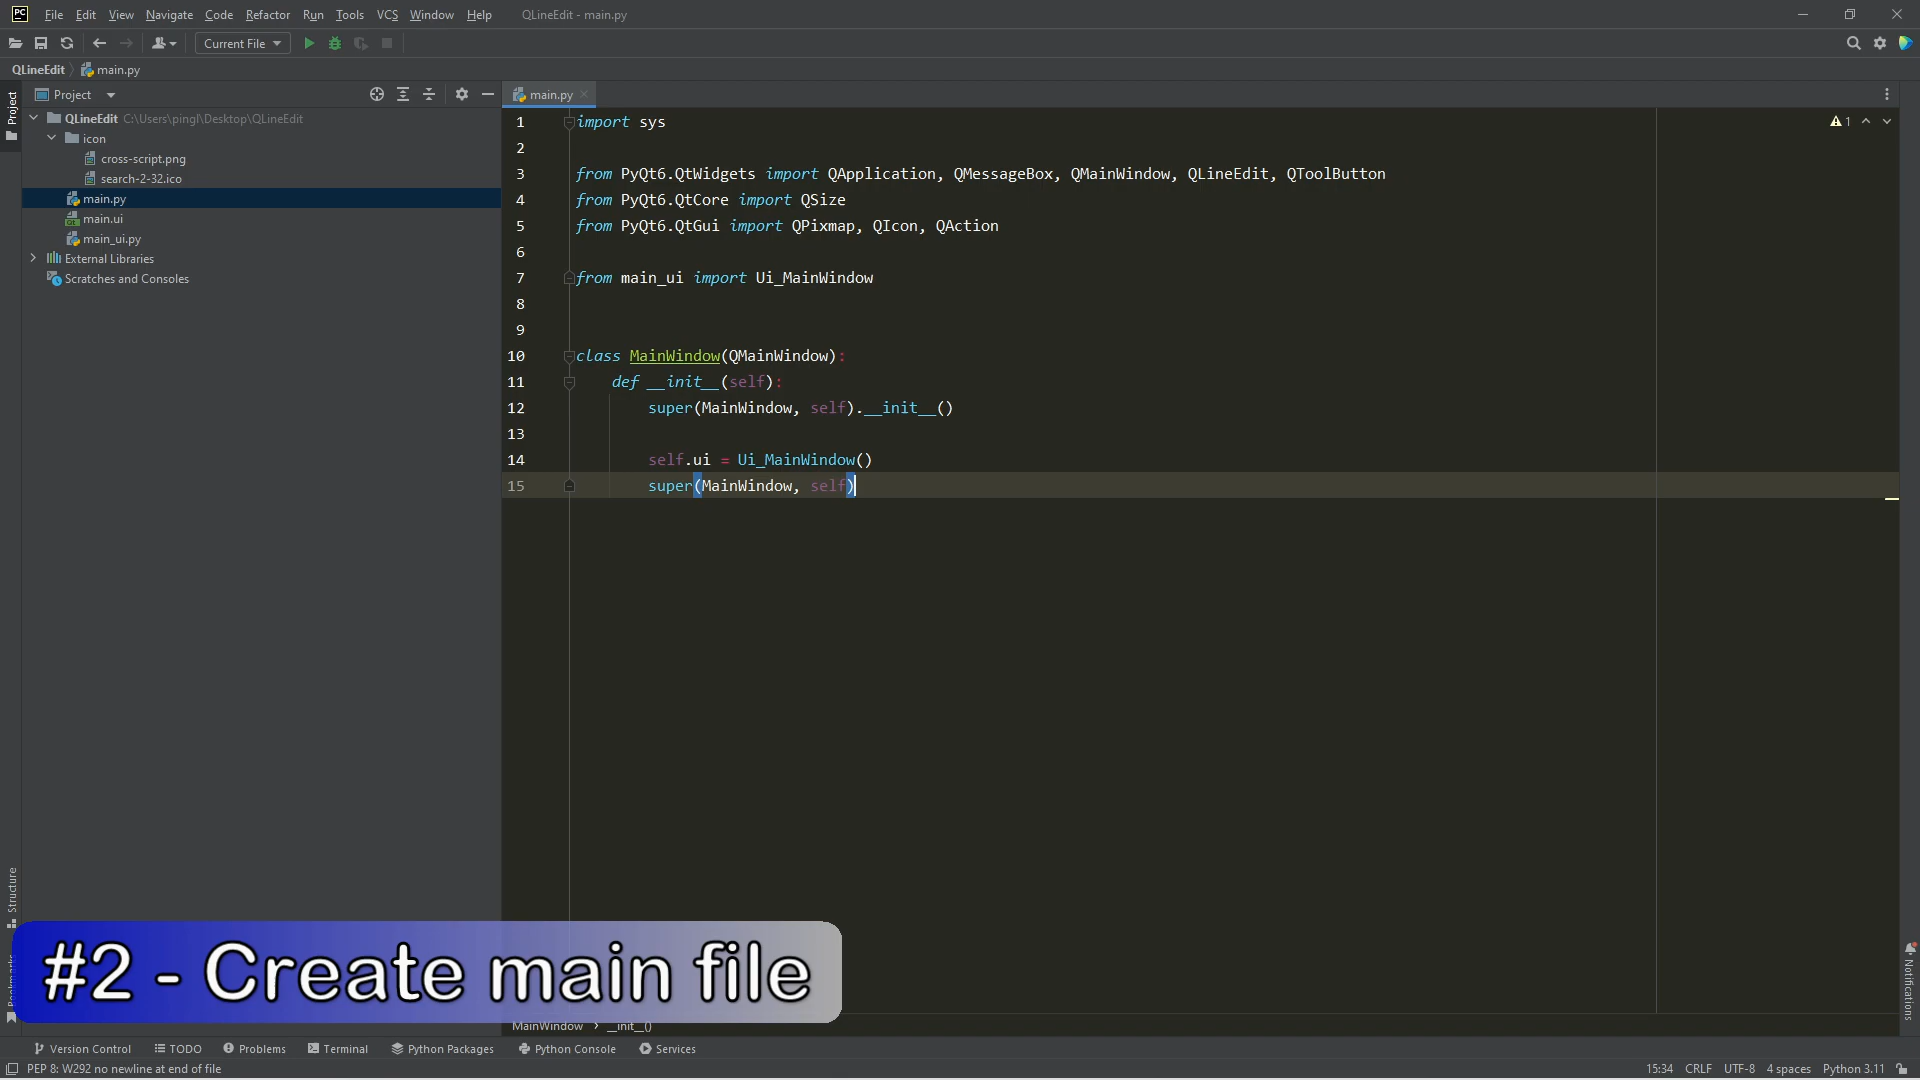 PC File Edit View Navigate Code Refactor Run Tools VCS Window Help QLineEdit - main.py
Current File
QLineEdit main.py
Project
Project
main.py
QLineEdit C:\Users\pingl\Desktop\QLineEdit
icon
cross-script.png
search-2-32.ico
main.py
main.ui
main_ui.py
External Libraries
Scratches and Consoles
1 import sys
2
3 from PyQt6.QtWidgets import QApplication, QMessageBox, QMainWindow, QLineEdit, QToolButton
4 from PyQt6.QtCore import QSize
5 from PyQt6.QtGui import QPixmap, QIcon, QAction
6
7 from main_ui import Ui_MainWindow
8
9
10 class MainWindow(QMainWindow):
11 def __init__(self):
12 super(MainWindow, self).__init__()
13
14 self.ui = Ui_MainWindow()
15 super(MainWindow, self)
1
Structure
Notifications
#2 - Create main file
MainWindow > __init__()
Version Control TODO Problems Terminal Python Packages Python Console Services
PEP 8: W292 no newline at end of file
15:34 CRLF UTF-8 4 spaces Python 3.11